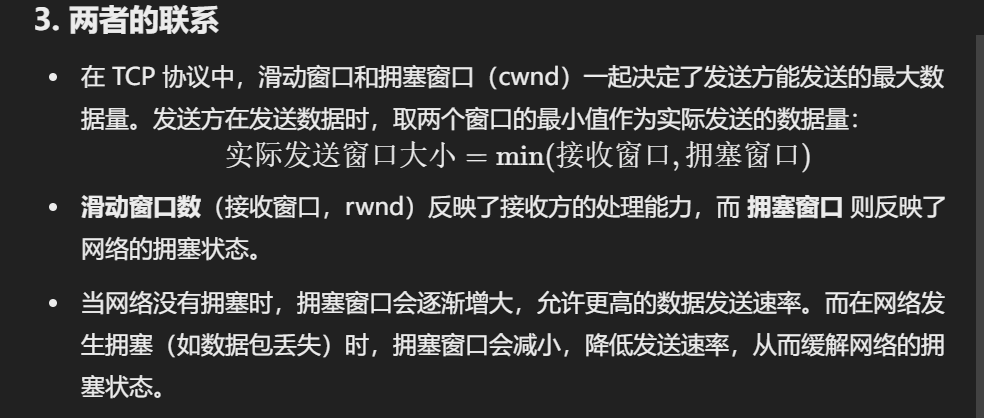 3. 两者的联系
• 在 TCP 协议中，滑动窗口和拥塞窗口（cwnd）一起决定了发送方能发送的最大数
据量。发送方在发送数据时，取两个窗口的最小值作为实际发送的数据量：
实际发送窗口大小 = min(接收窗口, 拥塞窗口)
• 滑动窗口数（接收窗口，rwnd）反映了接收方的处理能力，而 拥塞窗口 则反映了
网络的拥塞状态。
• 当网络没有拥塞时，拥塞窗口会逐渐增大，允许更高的数据发送速率。而在网络发
生拥塞（如数据包丢失）时，拥塞窗口会减小，降低发送速率，从而缓解网络的拥
塞状态。